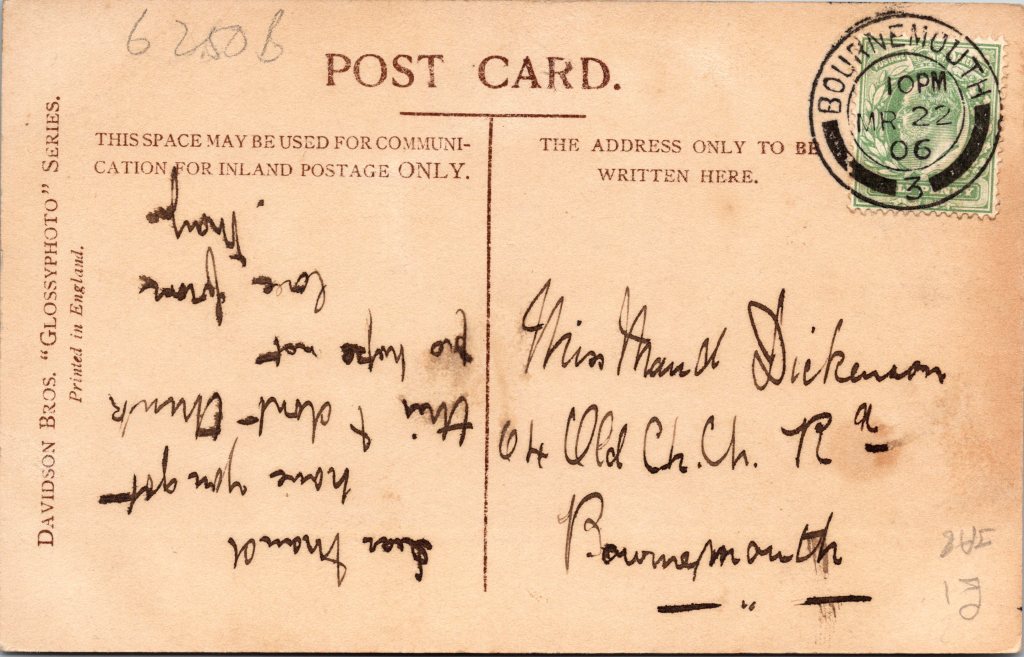 6250B
POST CARD.
THIS SPACE MAY BE USED FOR COMMUNI-
CATION FOR INLAND POSTAGE ONLY.
THE ADDRESS ONLY TO BE
WRITTEN HERE.
BOURNEMOUTH
10PM
MR 22
06
3
DAVIDSON BROS. "GLOSSYPHOTO" SERIES.
Printed in England.
Dear Maud
have you got
this I dont think
so hope not
love from
Miss Maud Dickenson
64 Old Ch. Ch. Rd
Bournemouth
£1